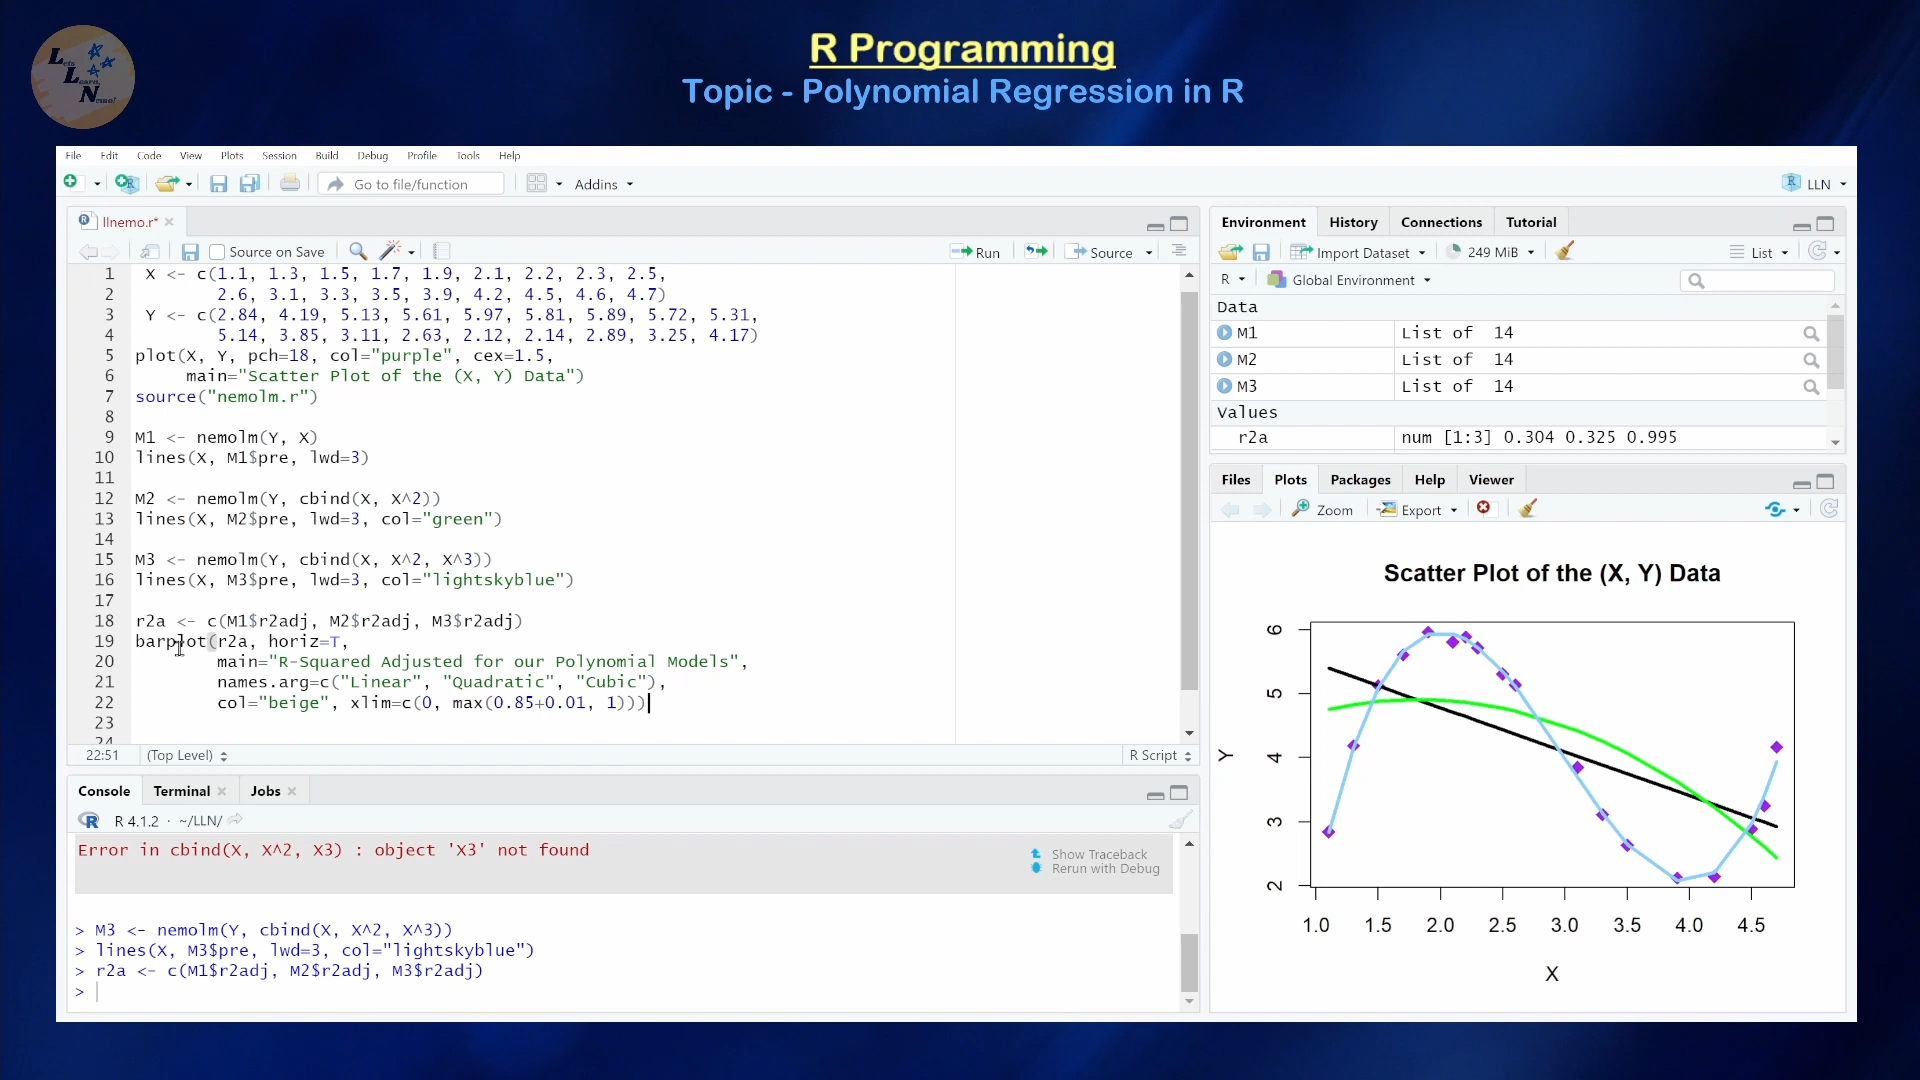 Lets Learn, Nemo!
R Programming
Topic - Polynomial Regression in R
File Edit Code View Plots Session Build Debug Profile Tools Help
Go to file/function Addins LLN
llnemo.r*
Source on Save Run Source
1 X <- c(1.1, 1.3, 1.5, 1.7, 1.9, 2.1, 2.2, 2.3, 2.5,
2 2.6, 3.1, 3.3, 3.5, 3.9, 4.2, 4.5, 4.6, 4.7)
3 Y <- c(2.84, 4.19, 5.13, 5.61, 5.97, 5.81, 5.89, 5.72, 5.31,
4 5.14, 3.85, 3.11, 2.63, 2.12, 2.14, 2.89, 3.25, 4.17)
5 plot(X, Y, pch=18, col="purple", cex=1.5,
6 main="Scatter Plot of the (X, Y) Data")
7 source("nemolm.r")
8
9 M1 <- nemolm(Y, X)
10 lines(X, M1$pre, lwd=3)
11
12 M2 <- nemolm(Y, cbind(X, X^2))
13 lines(X, M2$pre, lwd=3, col="green")
14
15 M3 <- nemolm(Y, cbind(X, X^2, X^3))
16 lines(X, M3$pre, lwd=3, col="lightskyblue")
17
18 r2a <- c(M1$r2adj, M2$r2adj, M3$r2adj)
19 barplot(r2a, horiz=T,
20 main="R-Squared Adjusted for our Polynomial Models",
21 names.arg=c("Linear", "Quadratic", "Cubic"),
22 col="beige", xlim=c(0, max(0.85+0.01, 1)))
23
24
22:51 (Top Level) R Script
Console Terminal Jobs
R 4.1.2 · ~/LLN/
Error in cbind(X, X^2, X3) : object 'X3' not found
Show Traceback
Rerun with Debug
> M3 <- nemolm(Y, cbind(X, X^2, X^3))
> lines(X, M3$pre, lwd=3, col="lightskyblue")
> r2a <- c(M1$r2adj, M2$r2adj, M3$r2adj)
>
Environment History Connections Tutorial
Import Dataset 249 MiB List
R Global Environment
Data
M1 List of 14
M2 List of 14
M3 List of 14
Values
r2a num [1:3] 0.304 0.325 0.995
Files Plots Packages Help Viewer
Zoom Export
Scatter Plot of the (X, Y) Data
6
5
4
3
2
Y
1.0 1.5 2.0 2.5 3.0 3.5 4.0 4.5
X